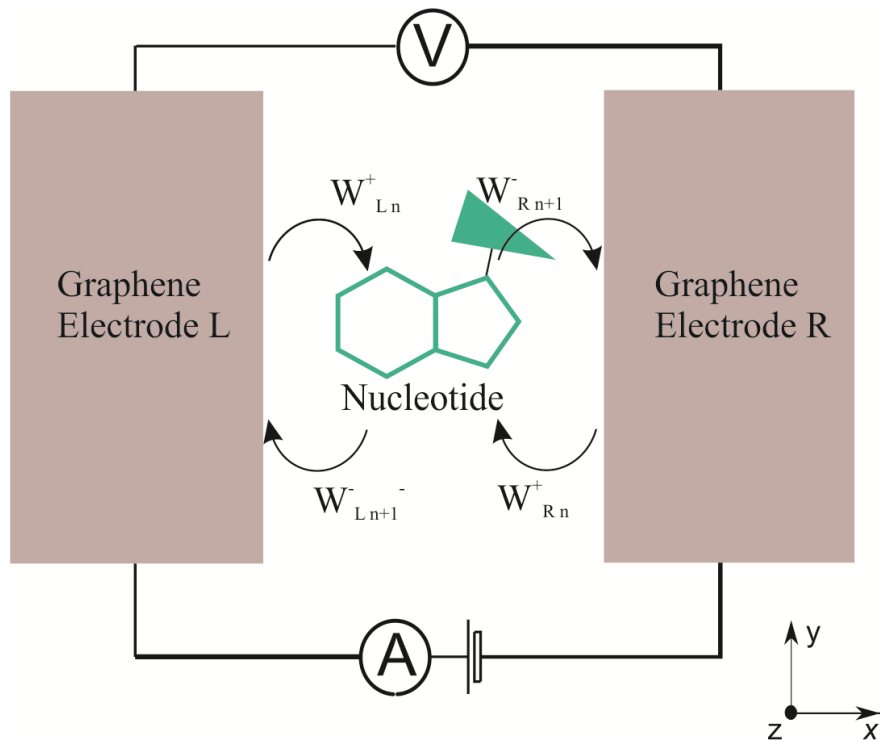 V
W⁺L n
W⁻R n+1
Graphene
Electrode L
Graphene
Electrode R
Nucleotide
W⁻L n+1⁻
W⁺R n
A
y
z
x